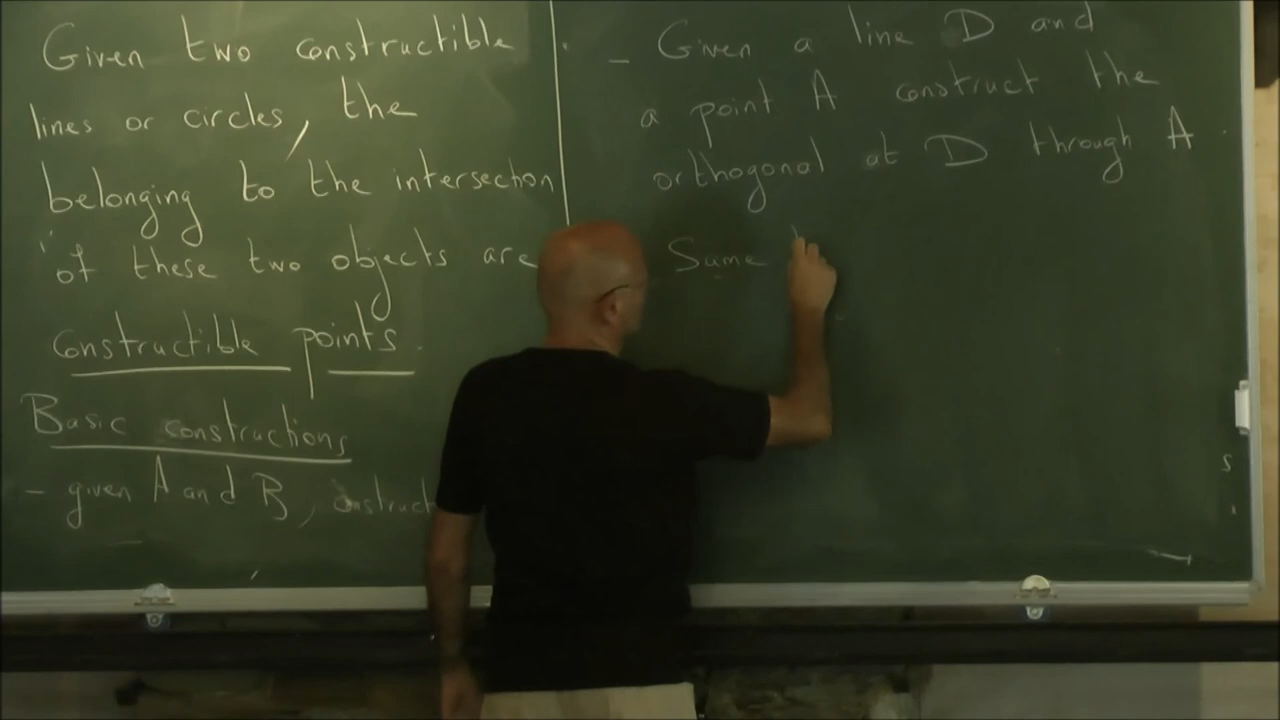 Given two constructible
lines or circles, the
belonging to the intersection
of these two objects are
constructible points.
Basic constructions
- given A and B, construct
- Given a line D and
a point A construct the
orthogonal at D through A.
Same